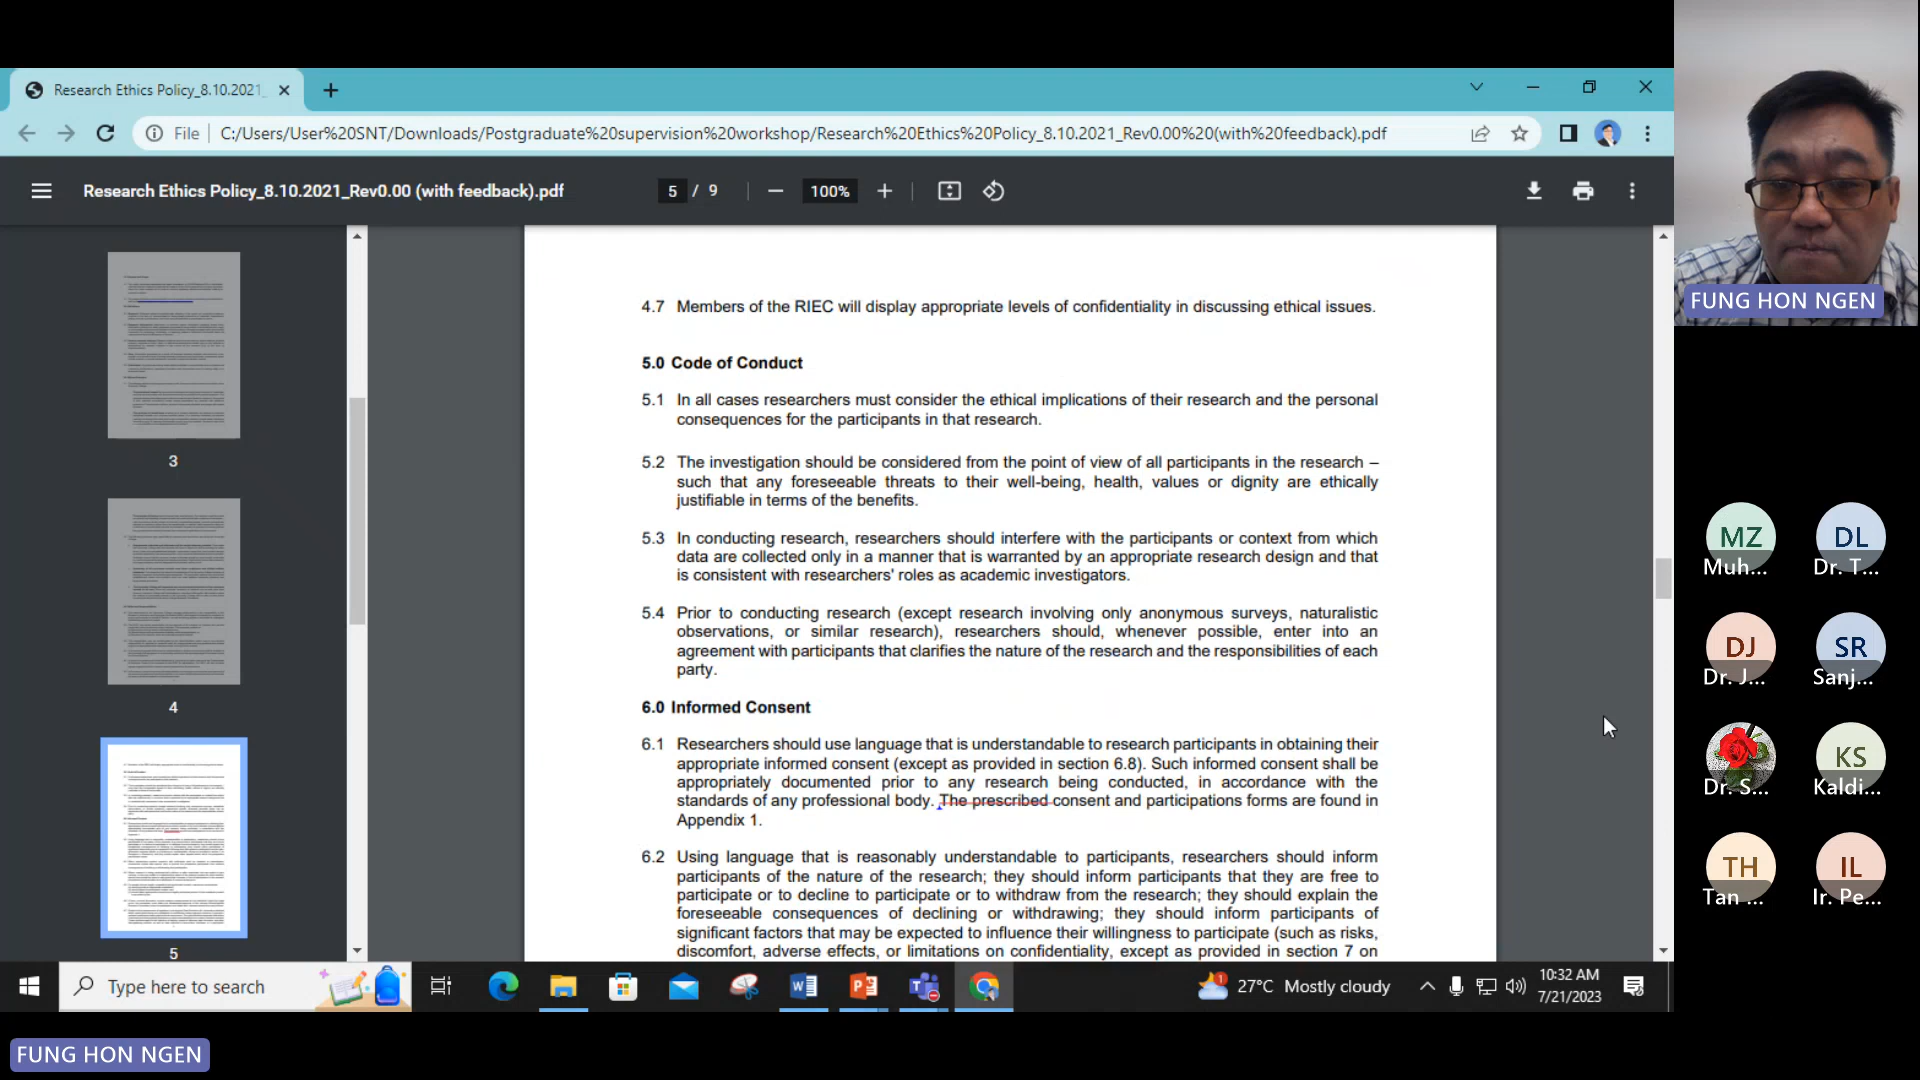 Research Ethics Policy_8.10.2021_
File
C:/Users/User%20SNT/Downloads/Postgraduate%20supervision%20workshop/Research%20Ethics%20Policy_8.10.2021_Rev0.00%20(with%20feedback).pdf
Research Ethics Policy_8.10.2021_Rev0.00 (with feedback).pdf
5 / 9
100%
3
4
5
4.7 Members of the RIEC will display appropriate levels of confidentiality in discussing ethical issues.
5.0 Code of Conduct
5.1 In all cases researchers must consider the ethical implications of their research and the personal
consequences for the participants in that research.
5.2 The investigation should be considered from the point of view of all participants in the research –
such that any foreseeable threats to their well-being, health, values or dignity are ethically
justifiable in terms of the benefits.
5.3 In conducting research, researchers should interfere with the participants or context from which
data are collected only in a manner that is warranted by an appropriate research design and that
is consistent with researchers' roles as academic investigators.
5.4 Prior to conducting research (except research involving only anonymous surveys, naturalistic
observations, or similar research), researchers should, whenever possible, enter into an
agreement with participants that clarifies the nature of the research and the responsibilities of each
party.
6.0 Informed Consent
6.1 Researchers should use language that is understandable to research participants in obtaining their
appropriate informed consent (except as provided in section 6.8). Such informed consent shall be
appropriately documented prior to any research being conducted, in accordance with the
standards of any professional body. The prescribed consent and participations forms are found in
Appendix 1.
6.2 Using language that is reasonably understandable to participants, researchers should inform
participants of the nature of the research; they should inform participants that they are free to
participate or to decline to participate or to withdraw from the research; they should explain the
foreseeable consequences of declining or withdrawing; they should inform participants of
significant factors that may be expected to influence their willingness to participate (such as risks,
discomfort, adverse effects, or limitations on confidentiality, except as provided in section 7 on
Type here to search
27°C Mostly cloudy
10:32 AM
7/21/2023
FUNG HON NGEN
FUNG HON NGEN
MZ
Muh...
DL
Dr. T...
DJ
Dr. J...
SR
Sanj...
Dr. S...
KS
Kaldi...
TH
Tan ...
IL
Ir. Pe...